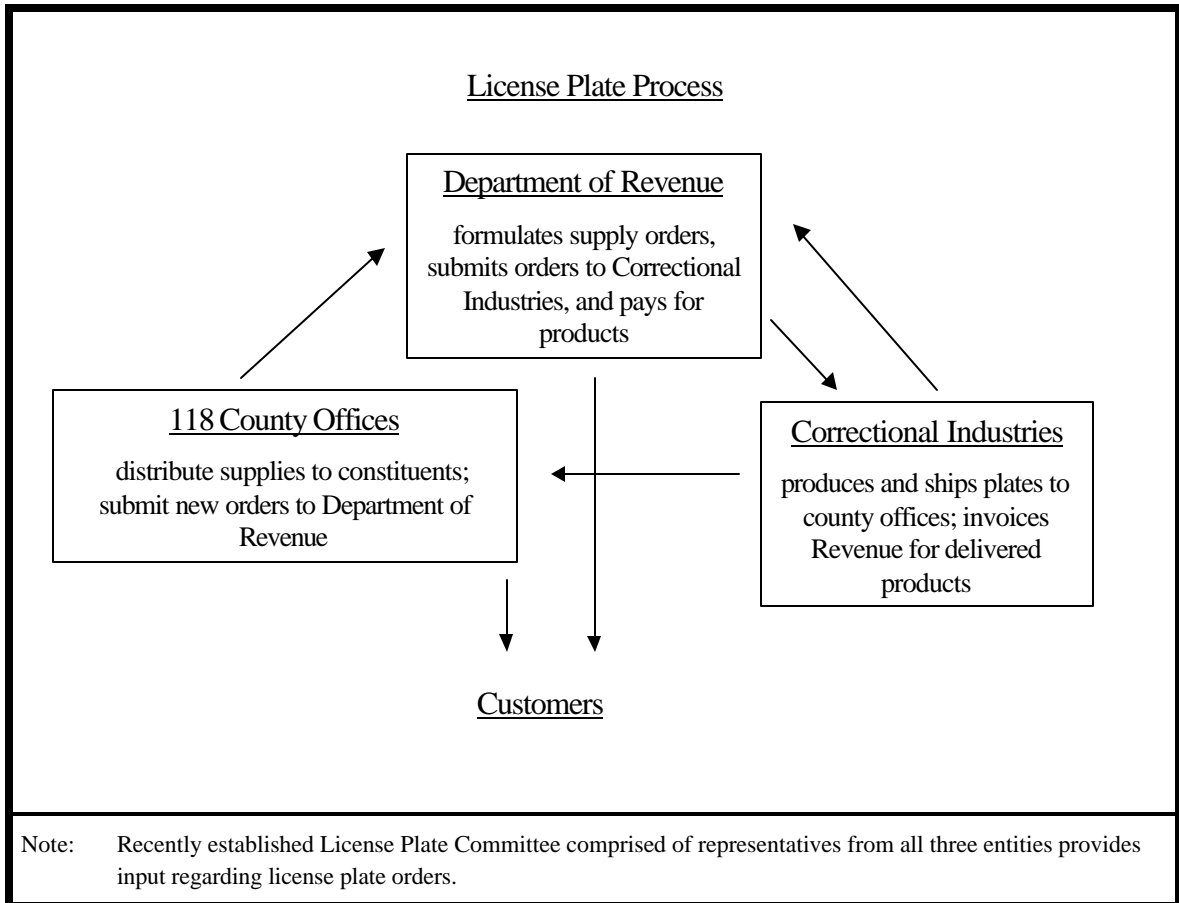 License Plate Process
Department of Revenue
formulates supply orders,
submits orders to Correctional
Industries, and pays for
products
118 County Offices
distribute supplies to constituents;
submit new orders to Department of
Revenue
Correctional Industries
produces and ships plates to
county offices; invoices
Revenue for delivered
products
Customers
Note: Recently established License Plate Committee comprised of representatives from all three entities provides
input regarding license plate orders.